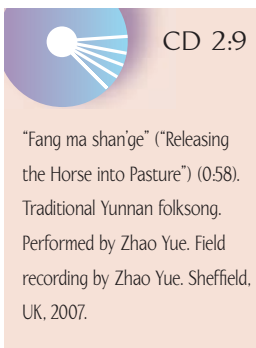 CD 2:9
“Fang ma shan’ge” (“Releasing
the Horse into Pasture”) (0:58).
Traditional Yunnan folksong.
Performed by Zhao Yue. Field
recording by Zhao Yue. Sheffield,
UK, 2007.